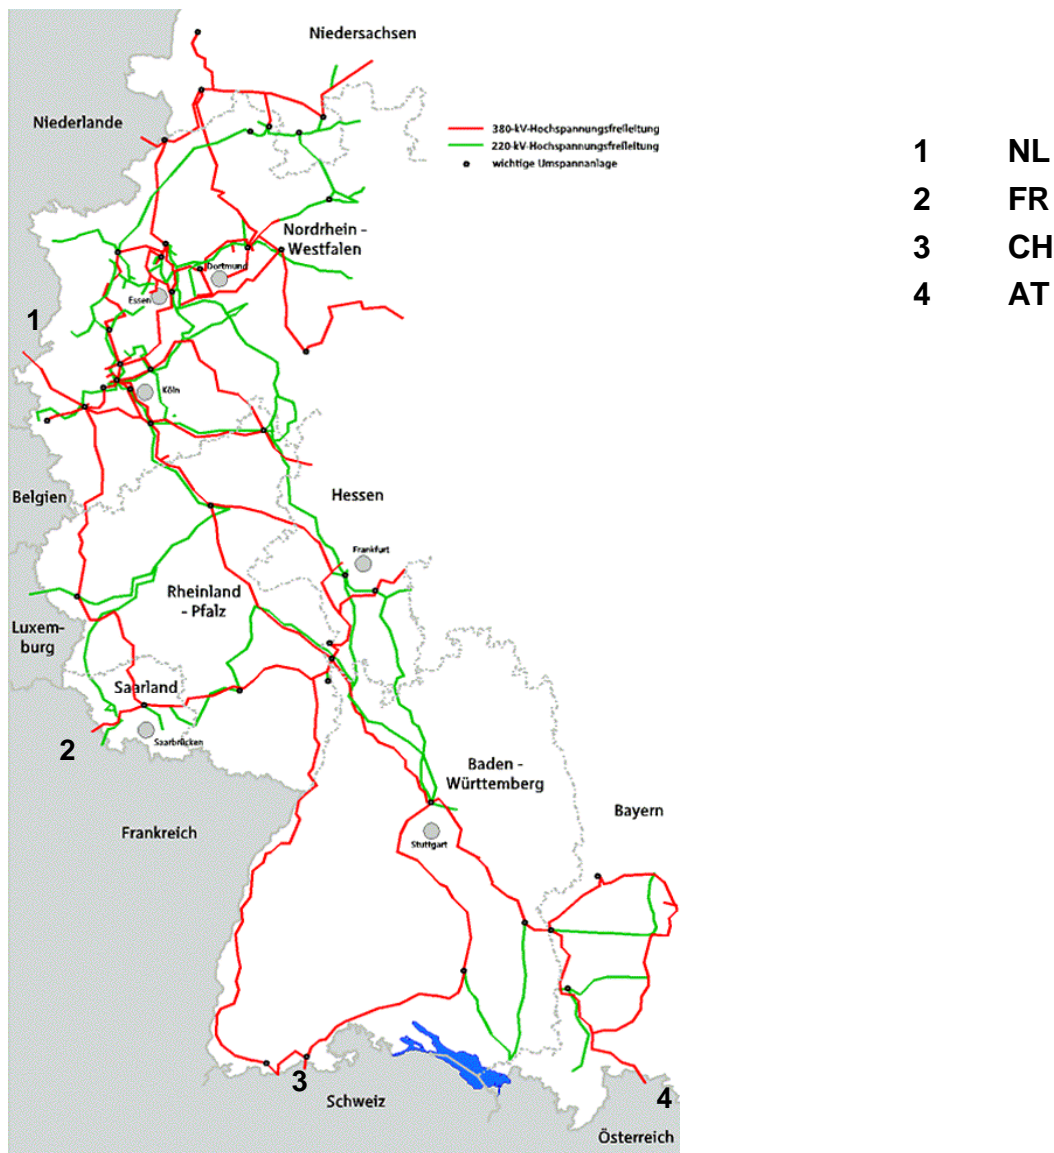 Niedersachsen
Niederlande
380-kV-Hochspannungsfreileitung
220-kV-Hochspannungsfreileitung
wichtige Umspannanlage
1 NL
2 FR
3 CH
4 AT
Nordrhein -
Westfalen
Dortmund
Essen
1
Köln
Belgien
Hessen
Frankfurt
Rheinland
- Pfalz
Luxem-
burg
Saarland
2
Saarbrücken
Baden -
Württemberg
Bayern
Frankreich
Stuttgart
3
Schweiz
4
Österreich